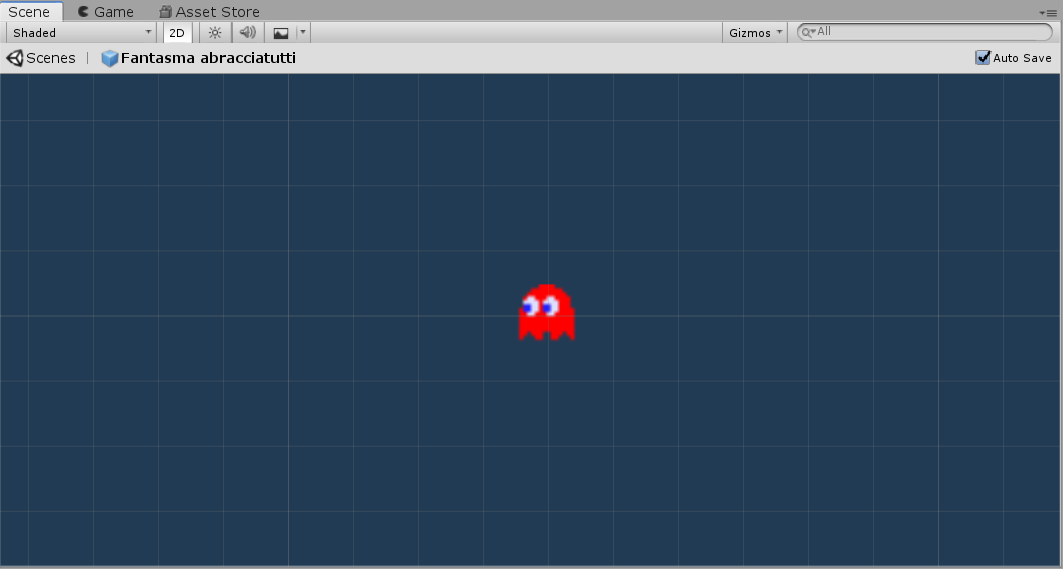 Scene Game Asset Store
Shaded 2D Gizmos All
Scenes | Fantasma abracciatutti Auto Save